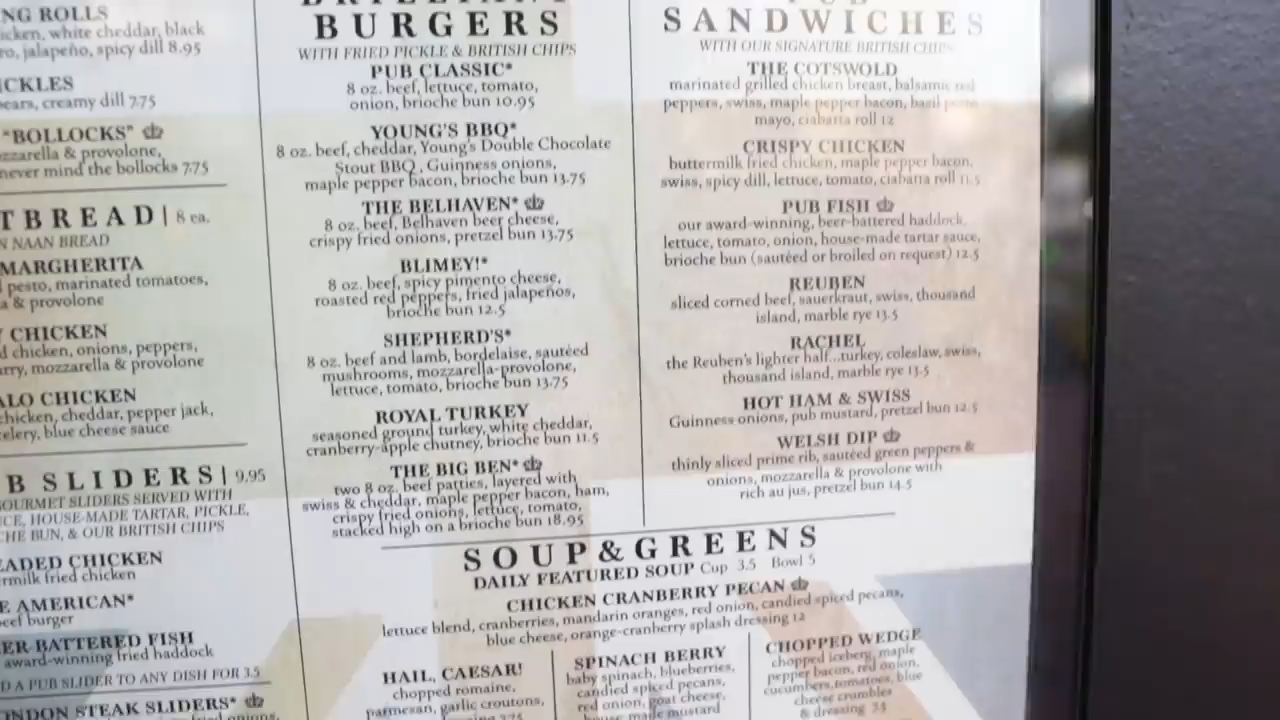 NG ROLLS
icken, white cheddar, black
ro, jalapeño, spicy dill 8.95
ICKLES
pears, creamy dill 7.75
"BOLLOCKS"
ozzarella & provolone,
never mind the bollocks 7.75
TBREAD | 8 ea.
N NAAN BREAD
MARGHERITA
pesto, marinated tomatoes,
a & provolone
Y CHICKEN
d chicken, onions, peppers,
rry, mozzarella & provolone
ALO CHICKEN
chicken, cheddar, pepper jack,
celery, blue cheese sauce
B SLIDERS | 9.95
GOURMET SLIDERS SERVED WITH
CE, HOUSE-MADE TARTAR, PICKLE,
CHE BUN, & OUR BRITISH CHIPS
EADED CHICKEN
rmilk fried chicken
E AMERICAN*
beef burger
ER BATTERED FISH
award-winning fried haddock
D A PUB SLIDER TO ANY DISH FOR 3.5
ONDON STEAK SLIDERS*
fried onions,
BURGERS
WITH FRIED PICKLE & BRITISH CHIPS
PUB CLASSIC*
8 oz. beef, lettuce, tomato,
onion, brioche bun 10.95
YOUNG'S BBQ*
8 oz. beef, cheddar, Young's Double Chocolate
Stout BBQ, Guinness onions,
maple pepper bacon, brioche bun 13.75
THE BELHAVEN*
8 oz. beef, Belhaven beer cheese,
crispy fried onions, pretzel bun 13.75
BLIMEY!*
8 oz. beef, spicy pimento cheese,
roasted red peppers, fried jalapeños,
brioche bun 12.5
SHEPHERD'S*
8 oz. beef and lamb, bordelaise, sautéed
mushrooms, mozzarella-provolone,
lettuce, tomato, brioche bun 13.75
ROYAL TURKEY
seasoned ground turkey, white cheddar,
cranberry-apple chutney, brioche bun 11.5
THE BIG BEN*
two 8 oz. beef patties, layered with
swiss & cheddar, maple pepper bacon, ham,
crispy fried onions, lettuce, tomato,
stacked high on a brioche bun 18.95
SANDWICHES
WITH OUR SIGNATURE BRITISH CHIPS
THE COTSWOLD
marinated grilled chicken breast, balsamic red
peppers, swiss, maple pepper bacon, basil pesto
mayo, ciabatta roll 12
CRISPY CHICKEN
buttermilk fried chicken, maple pepper bacon,
swiss, spicy dill, lettuce, tomato, ciabatta roll 11.5
PUB FISH
our award-winning, beer-battered haddock,
lettuce, tomato, onion, house-made tartar sauce,
brioche bun (sautéed or broiled on request) 12.5
REUBEN
sliced corned beef, sauerkraut, swiss, thousand
island, marble rye 13.5
RACHEL
the Reuben's lighter half...turkey, coleslaw, swiss,
thousand island, marble rye 13.5
HOT HAM & SWISS
Guinness onions, pub mustard, pretzel bun 12.5
WELSH DIP
thinly sliced prime rib, sautéed green peppers &
onions, mozzarella & provolone with
rich au jus, pretzel bun 14.5
SOUP & GREENS
DAILY FEATURED SOUP Cup 3.5 Bowl 5
CHICKEN CRANBERRY PECAN
lettuce blend, cranberries, mandarin oranges, red onion, candied spiced pecans,
blue cheese, orange-cranberry splash dressing 12
HAIL, CAESAR!
chopped romaine,
parmesan, garlic croutons,
SPINACH BERRY
baby spinach, blueberries,
candied spiced pecans,
red onion, goat cheese,
house made mustard
CHOPPED WEDGE
chopped iceberg, maple
pepper bacon, red onion,
cucumbers, tomatoes, blue
cheese crumbles
& dressing